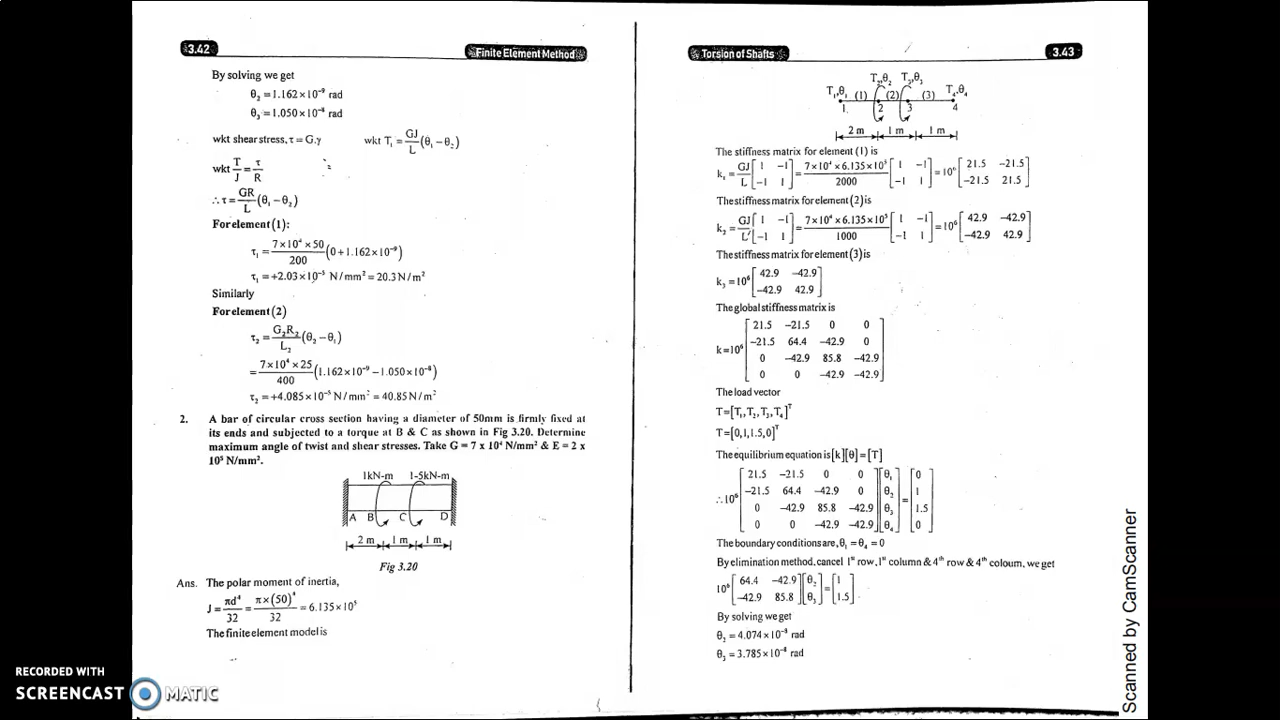 3.42
Finite Element Method
By solving we get
θ₂ = 1.162×10⁻⁹ rad
θ₃ = 1.050×10⁻⁸ rad
wkt shear stress, τ = G.γ wkt T₁ = GJ/L (θ₁ − θ₂)
wkt T/J = τ/R
∴ τ = GR/L (θ₁ − θ₂)
For element (1):
τ₁ = 7×10⁴×50/200 (0+1.162×10⁻⁹)
τ₁ = +2.03×10⁻⁵ N/mm² = 20.3 N/m²
Similarly
For element (2)
τ₂ = G₂R₂/L₂ (θ₂ − θ₁)
= 7×10⁴×25/400 (1.162×10⁻⁹ − 1.050×10⁻⁸)
τ₂ = +4.085×10⁻⁵ N/mm² = 40.85 N/m²
2. A bar of circular cross section having a diameter of 50mm is firmly fixed at
its ends and subjected to a torque at B & C as shown in Fig 3.20. Determine
maximum angle of twist and shear stresses. Take G = 7 x 10⁴ N/mm² & E = 2 x
10⁵ N/mm².
1kN-m 1-5kN-m
A B C D
2 m 1 m 1 m
Fig 3.20
Ans. The polar moment of inertia,
J = πd⁴/32 = π×(50)⁴/32 = 6.135×10⁵
The finite element model is
Torsion of Shafts
3.43
T₂,θ₂ T₃,θ₃
T₁,θ₁ (1) (2) (3) T₄,θ₄
1 2 3 4
2 m 1 m 1 m
The stiffness matrix for element (1) is
k₁ = GJ/L [1 −1; −1 1] = 7×10⁴×6.135×10⁵/2000 [1 −1; −1 1] = 10⁶ [21.5 −21.5; −21.5 21.5]
The stiffness matrix for element (2) is
k₂ = GJ/L [1 −1; −1 1] = 7×10⁴×6.135×10⁵/1000 [1 −1; −1 1] = 10⁶ [42.9 −42.9; −42.9 42.9]
The stiffness matrix for element (3) is
k₃ = 10⁶ [42.9 −42.9; −42.9 42.9]
The global stiffness matrix is
k = 10⁶ [21.5 −21.5 0 0; −21.5 64.4 −42.9 0; 0 −42.9 85.8 −42.9; 0 0 −42.9 −42.9]
The load vector
T = [T₁, T₂, T₃, T₄]ᵀ
T = [0,1,1.5,0]ᵀ
The equilibrium equation is [k][θ] = [T]
∴ 10⁶ [21.5 −21.5 0 0; −21.5 64.4 −42.9 0; 0 −42.9 85.8 −42.9; 0 0 −42.9 −42.9] [θ₁; θ₂; θ₃; θ₄] = [0; 1; 1.5; 0]
The boundary conditions are, θ₁ = θ₄ = 0
By elimination method, cancel 1ˢᵗ row, 1ˢᵗ column & 4ᵗʰ row & 4ᵗʰ coloum, we get
10⁶ [64.4 −42.9; −42.9 85.8] [θ₂; θ₃] = [1; 1.5]
By solving we get
θ₂ = 4.074×10⁻⁸ rad
θ₃ = 3.785×10⁻⁸ rad
Scanned by CamScanner
RECORDED WITH
SCREENCAST MATIC